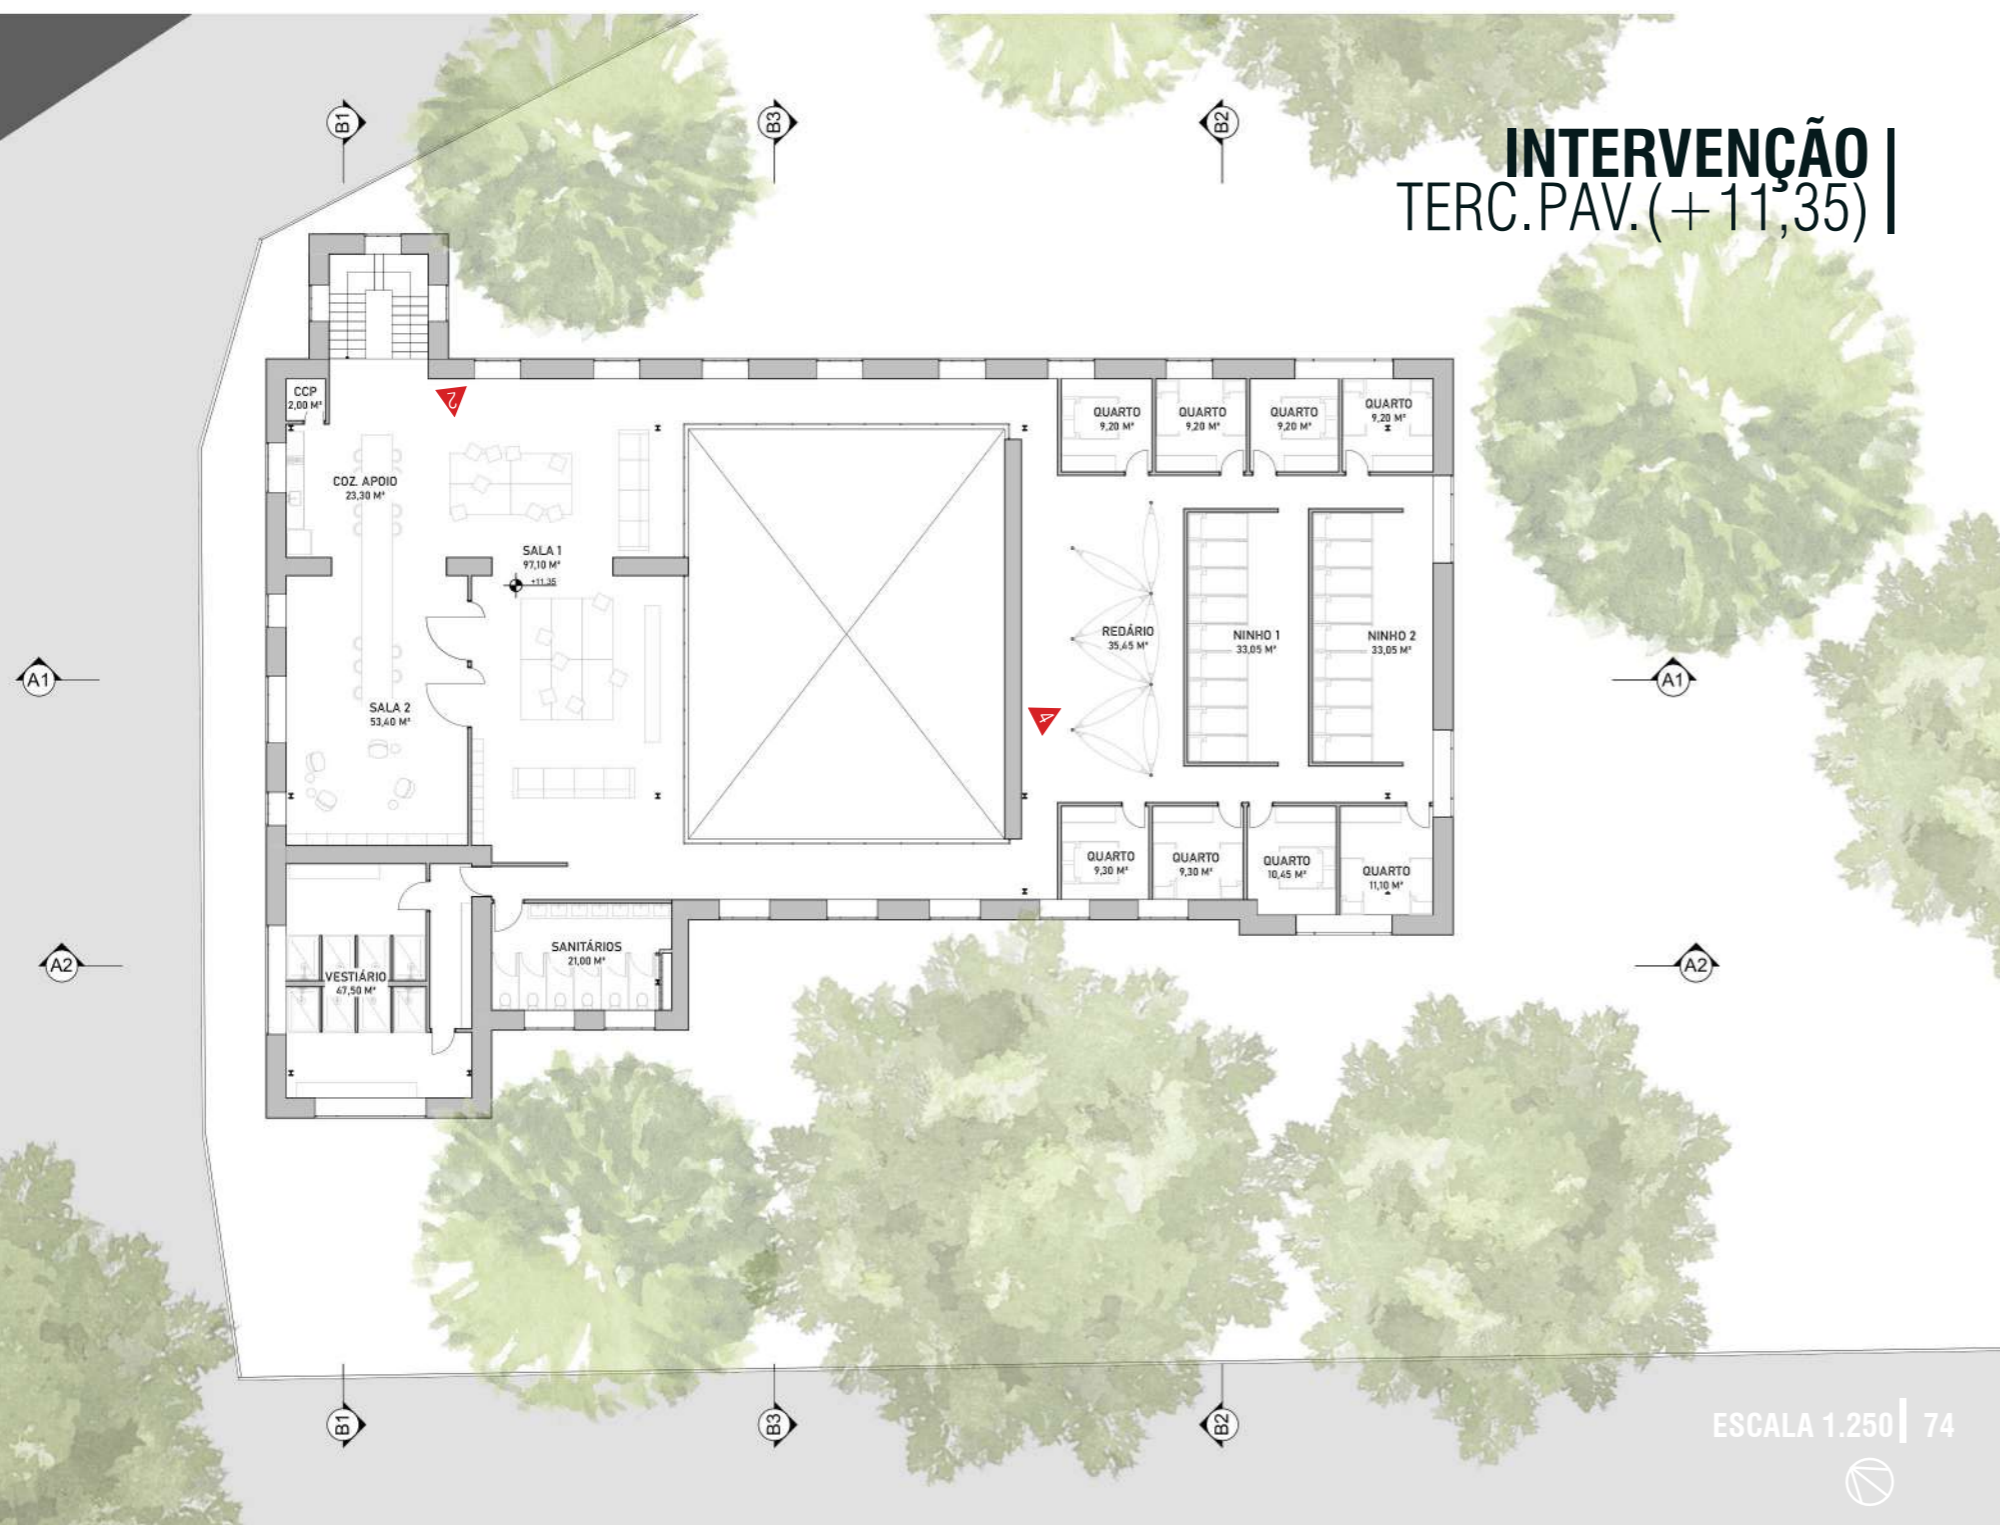 B1
B3
B2
INTERVENÇÃO
TERC.PAV.(+11,35)
CCP
2,00 M²
2
QUARTO
9,20 M²
QUARTO
9,20 M²
QUARTO
9,20 M²
QUARTO
9,20 M²
COZ. APOIO
23,30 M²
SALA 1
97,10 M²
+11.35
REDÁRIO
35,45 M²
NINHO 1
33,05 M²
NINHO 2
33,05 M²
A1
A1
SALA 2
53,40 M²
4
QUARTO
9,30 M²
QUARTO
9,30 M²
QUARTO
10,45 M²
QUARTO
11,10 M²
SANITÁRIOS
21,00 M²
VESTIÁRIO
47,50 M²
A2
A2
B1
B3
B2
ESCALA 1.250 74